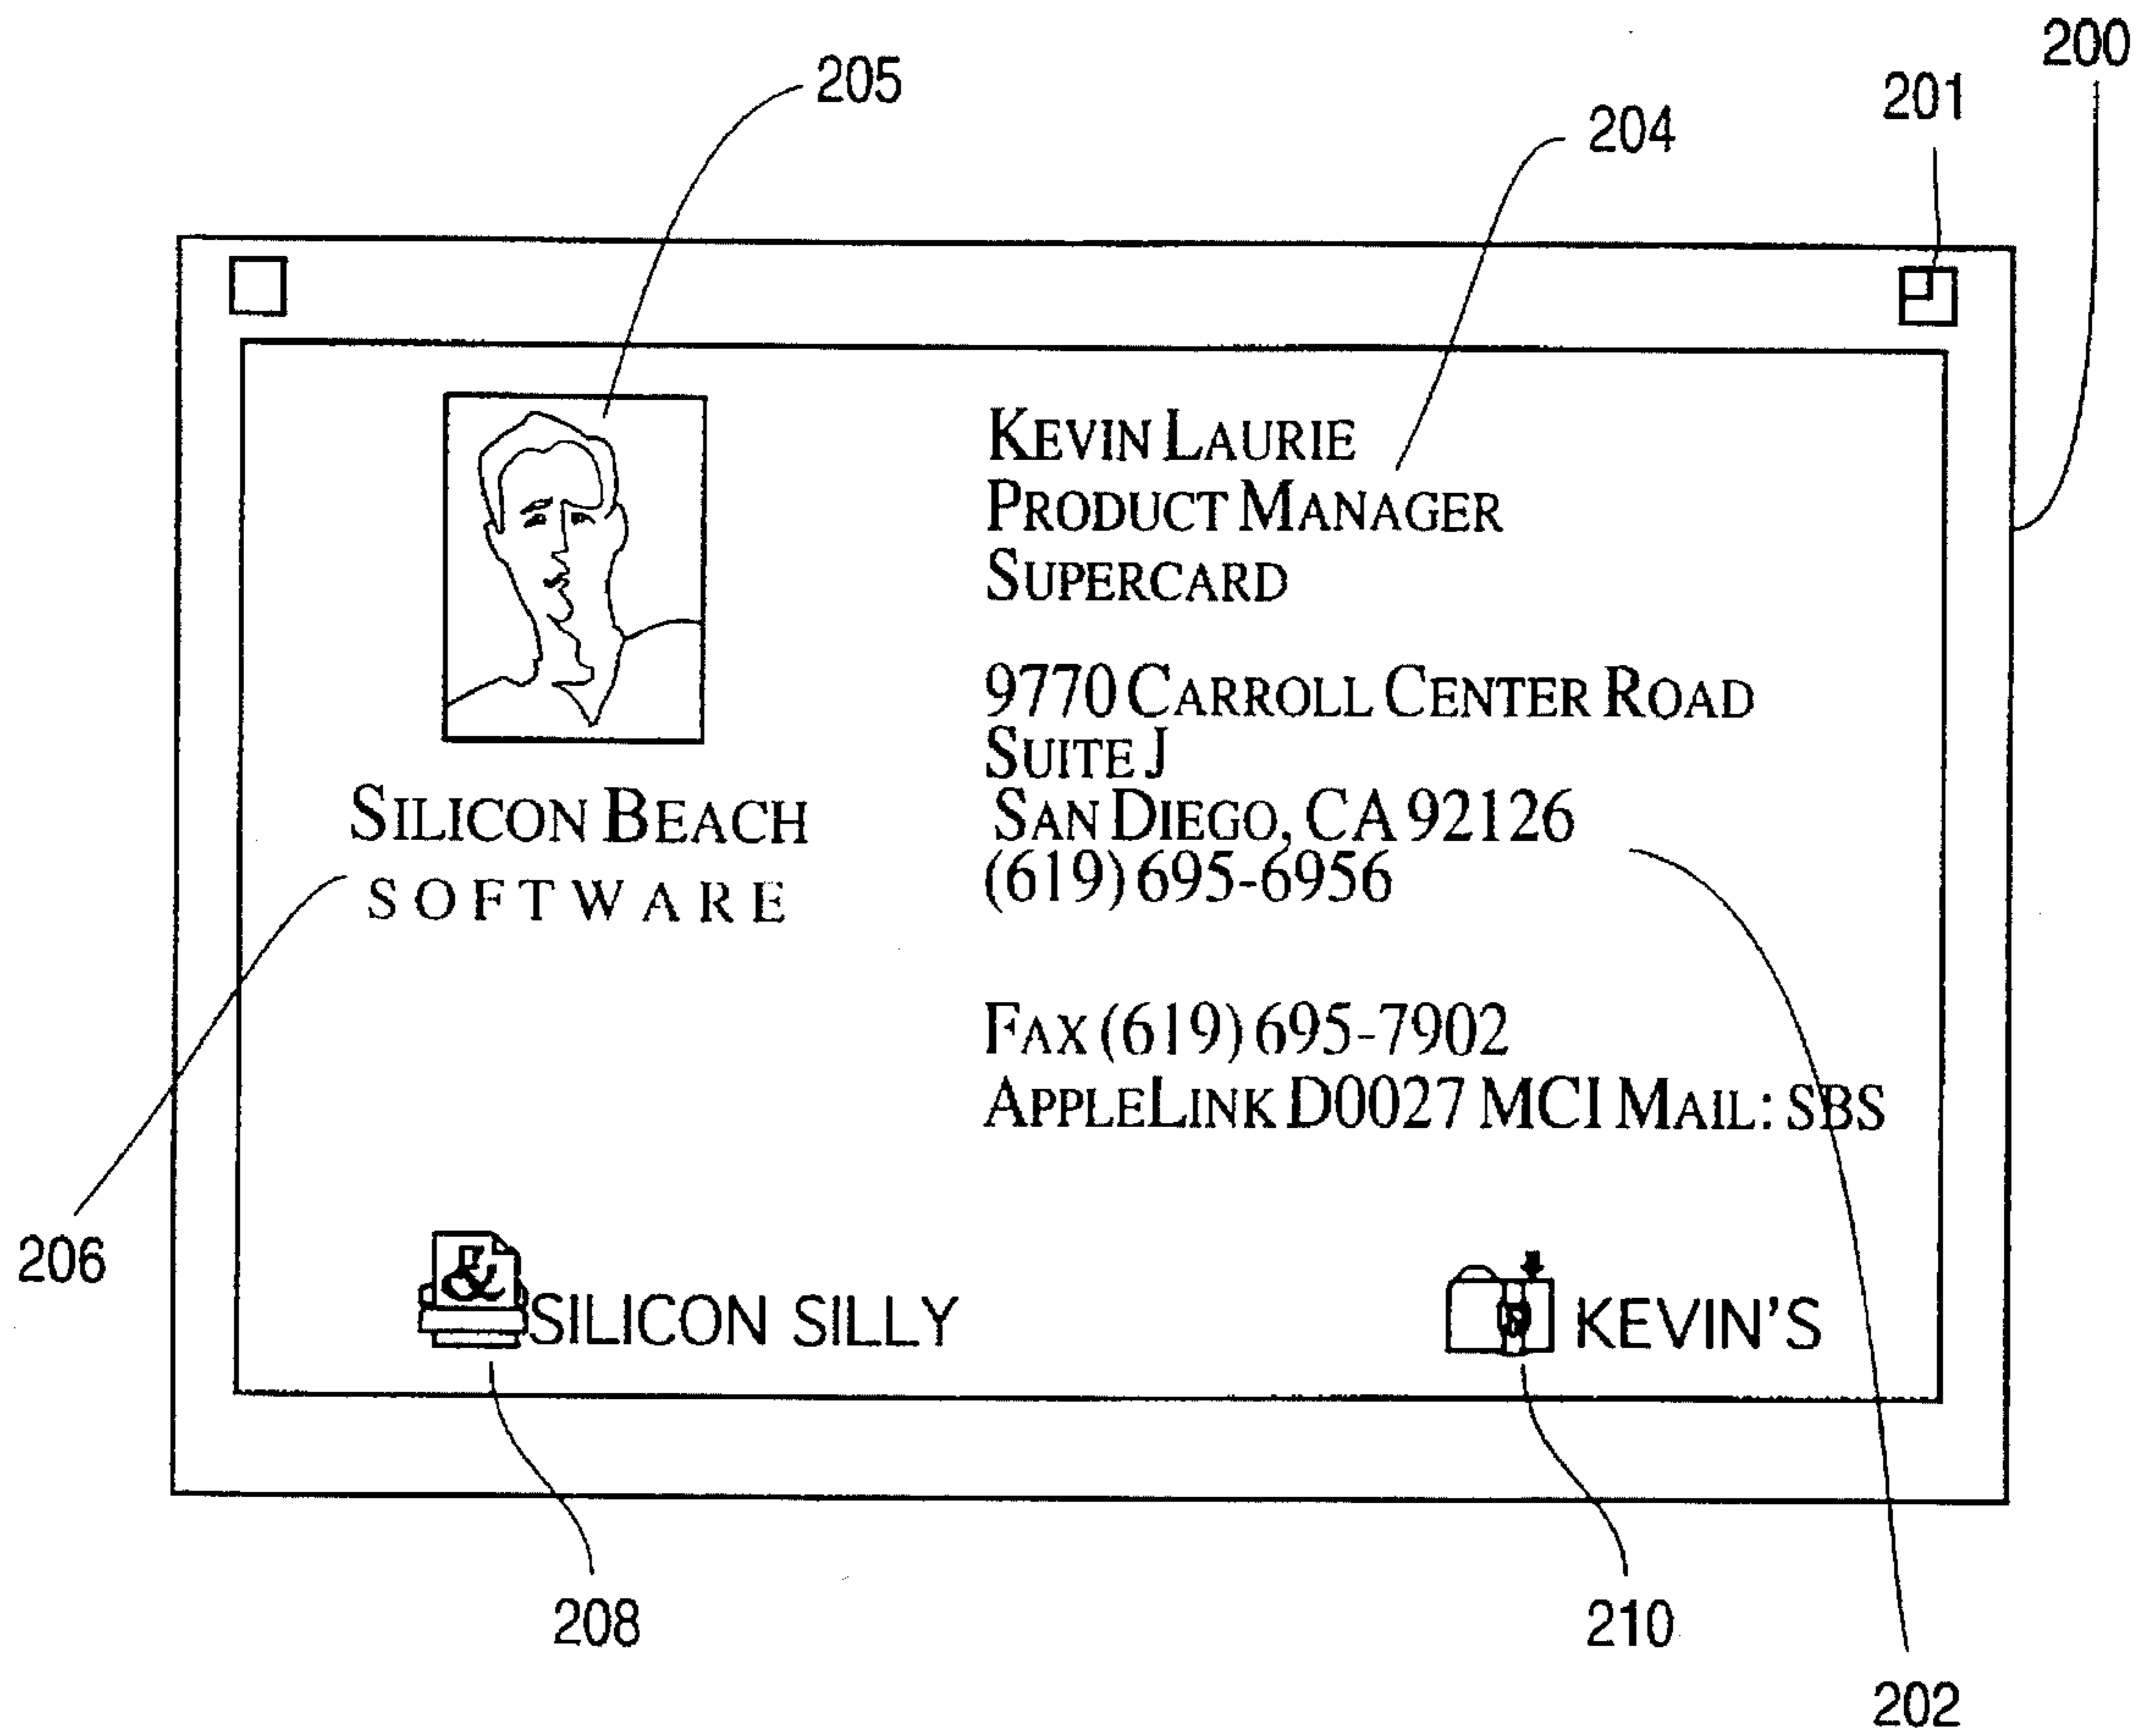 200
201
205
204
KEVIN LAURIE
PRODUCT MANAGER
SUPERCARD
9770 CARROLL CENTER ROAD
SUITE J
SAN DIEGO, CA 92126
(619) 695-6956
SILICON BEACH
SOFTWARE
FAX (619) 695-7902
APPLELINK D0027 MCI MAIL: SBS
206
&
SILICON SILLY
KEVIN'S
208
210
202